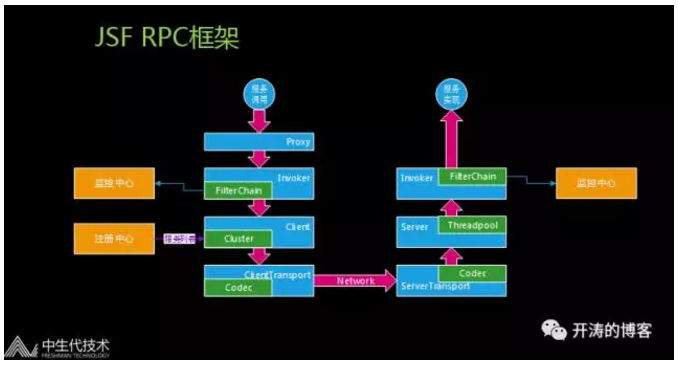 JSF RPC框架
服务
调用
服务
实现
Proxy
监控中心
Invoker
FilterChain
Invoker
FilterChain
监控中心
注册中心
服务列表
Client
Cluster
Server
Threadpool
ClientTransport
Codec
Network
Codec
ServerTransport
开涛的博客
中生代技术
FRESHMAN TECHNOLOGY